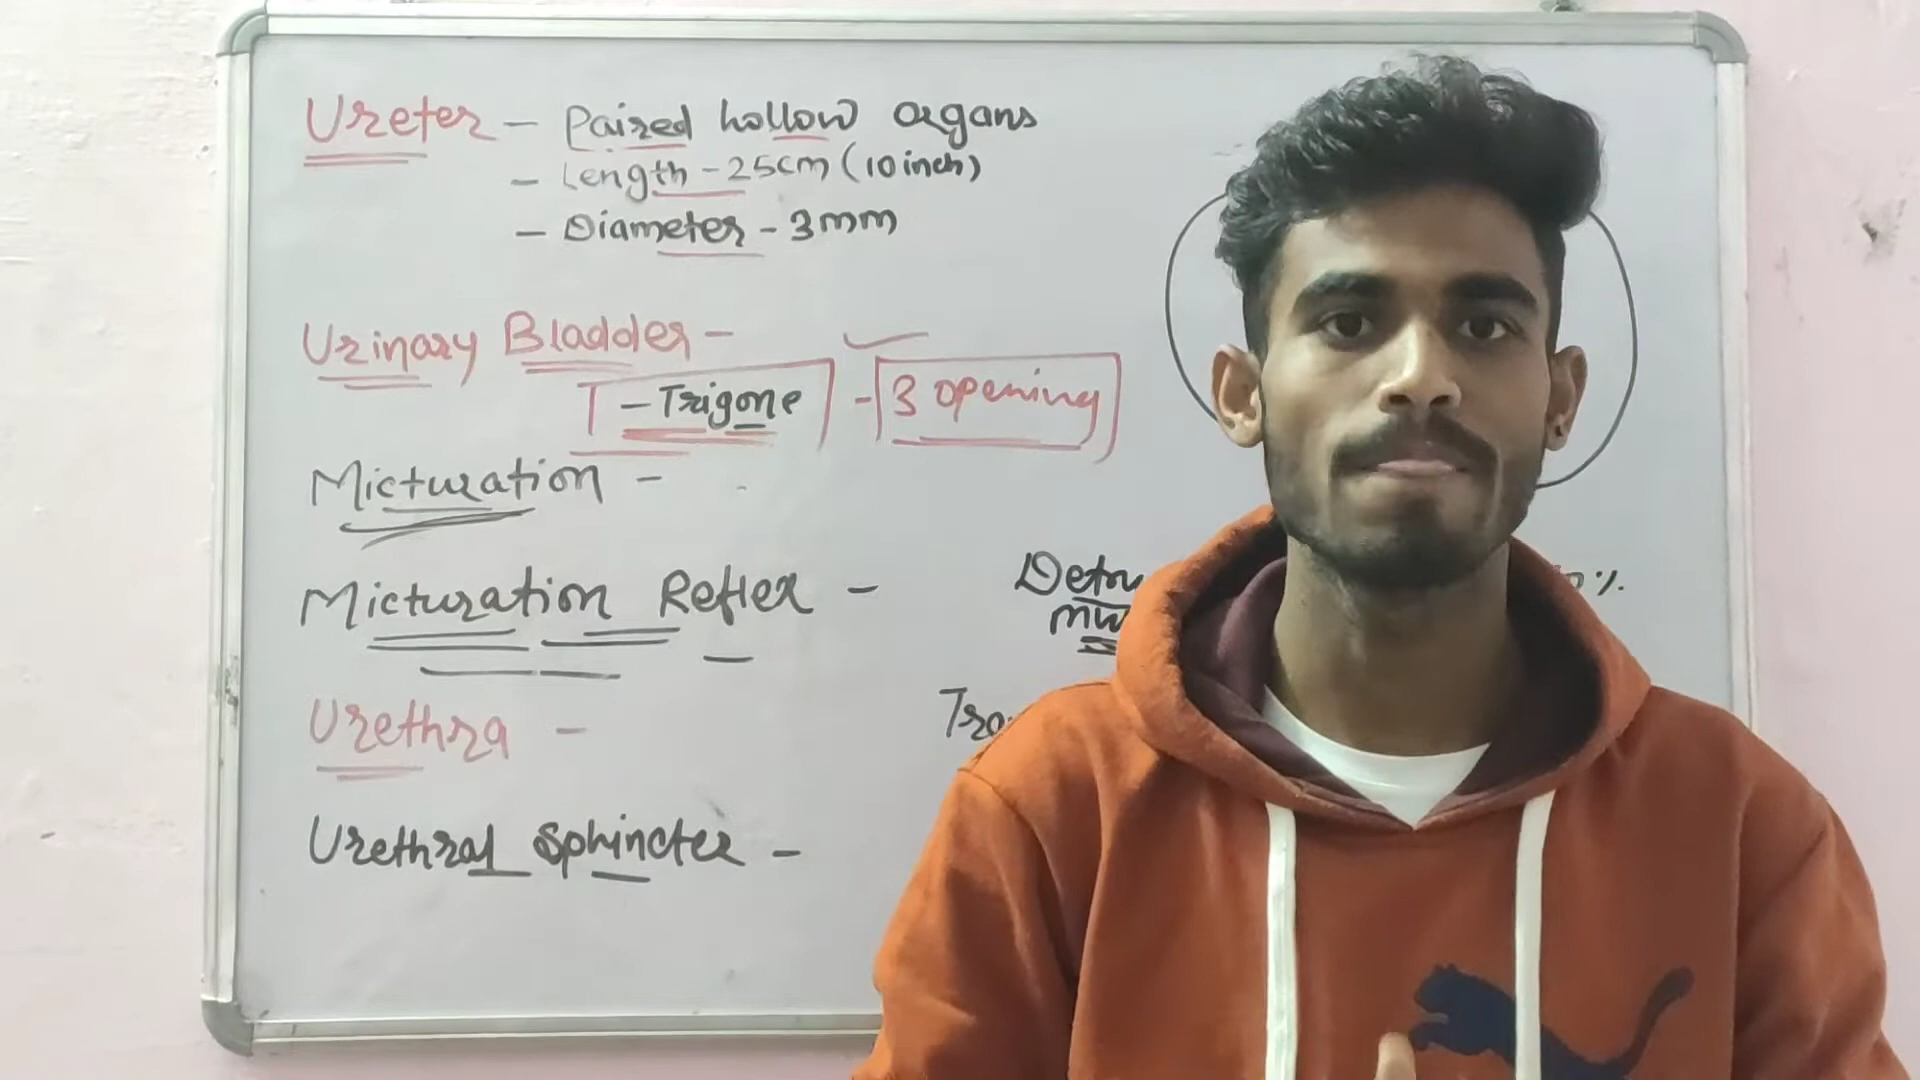 Ureter - Paired hollow organs
- Length - 25cm (10 inch)
- Diameter - 3mm
Urinary Bladder -
- Trigone - 3 opening
Micturation -
Micturation Reflex -
Urethra -
Urethral Sphincter -